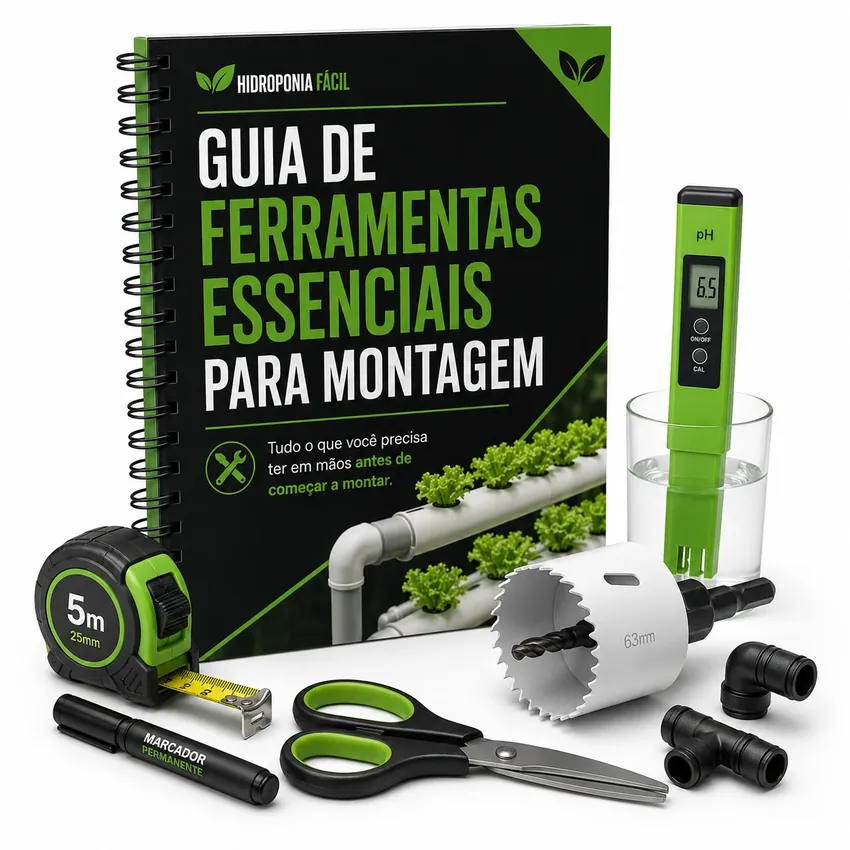 HIDROPONIA FÁCIL
GUIA DE
FERRAMENTAS
ESSENCIAIS
PARA MONTAGEM
Tudo o que você precisa
ter em mãos antes de
começar a montar.
pH
6.5
ON/OFF
CAL
5m
25mm
63mm
MARCADOR
PERMANENTE